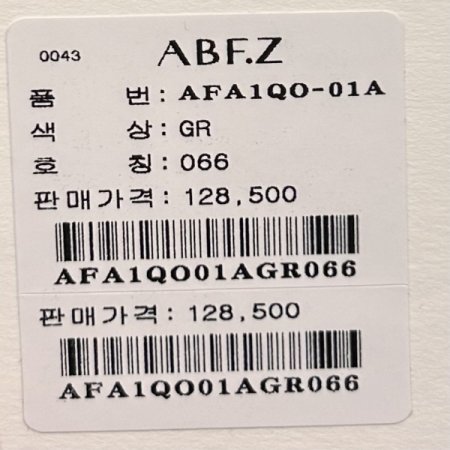 0043 ABF.Z
품 번: AFA1QO-01A
색 상: GR
호 칭: 066
판매가격: 128,500
AFA1QO01AGR066
판매가격: 128,500
AFA1QO01AGR066